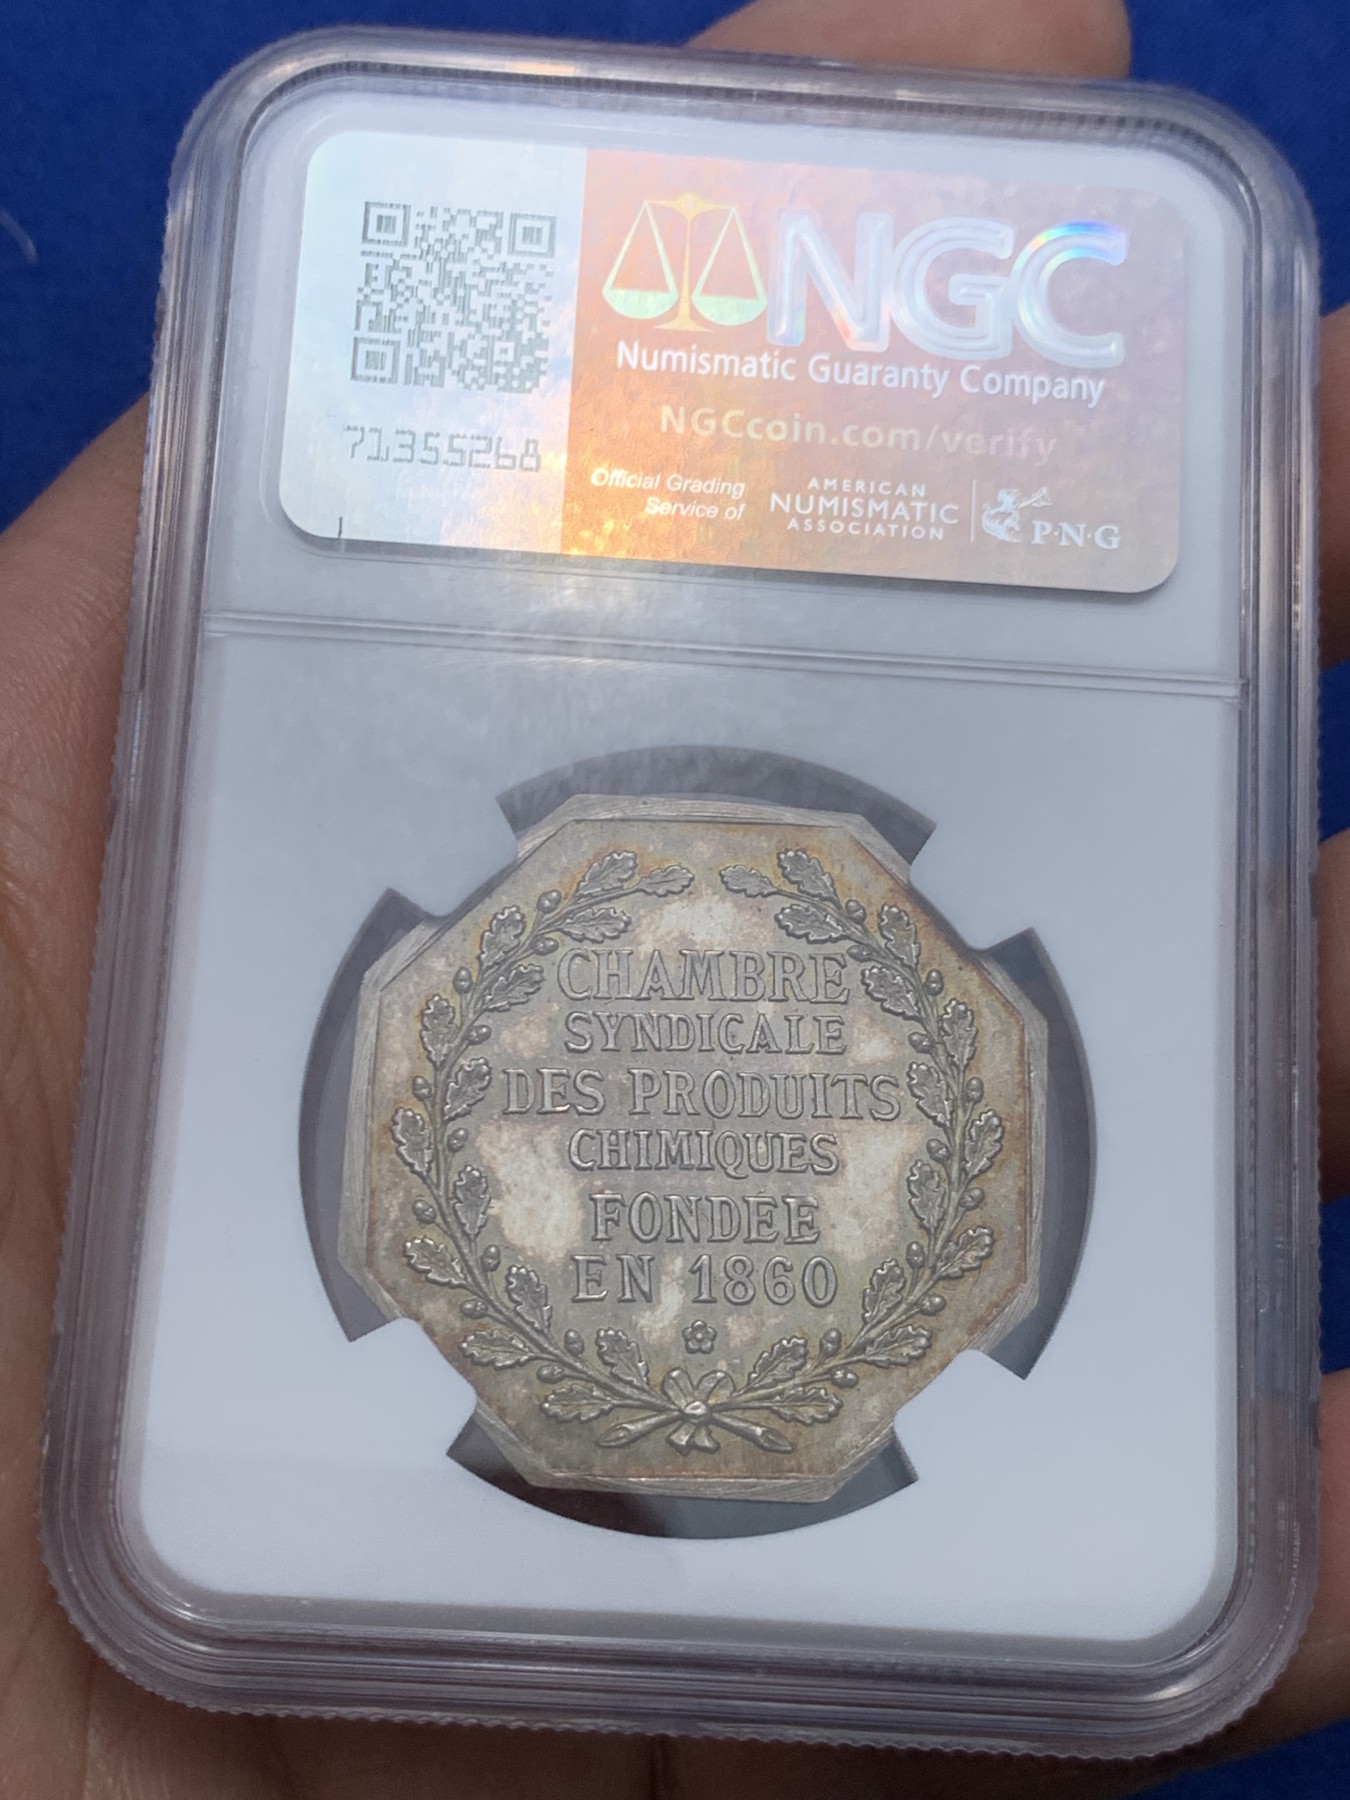 NGC
Numismatic Guaranty Company
NGCcoin.com/verify
71355268
Official Grading
Service of
AMERICAN
NUMISMATIC
ASSOCIATION
P·N·G
CHAMBRE
SYNDICALE
DES PRODUITS
CHIMIQUES
FONDÉE
EN 1860